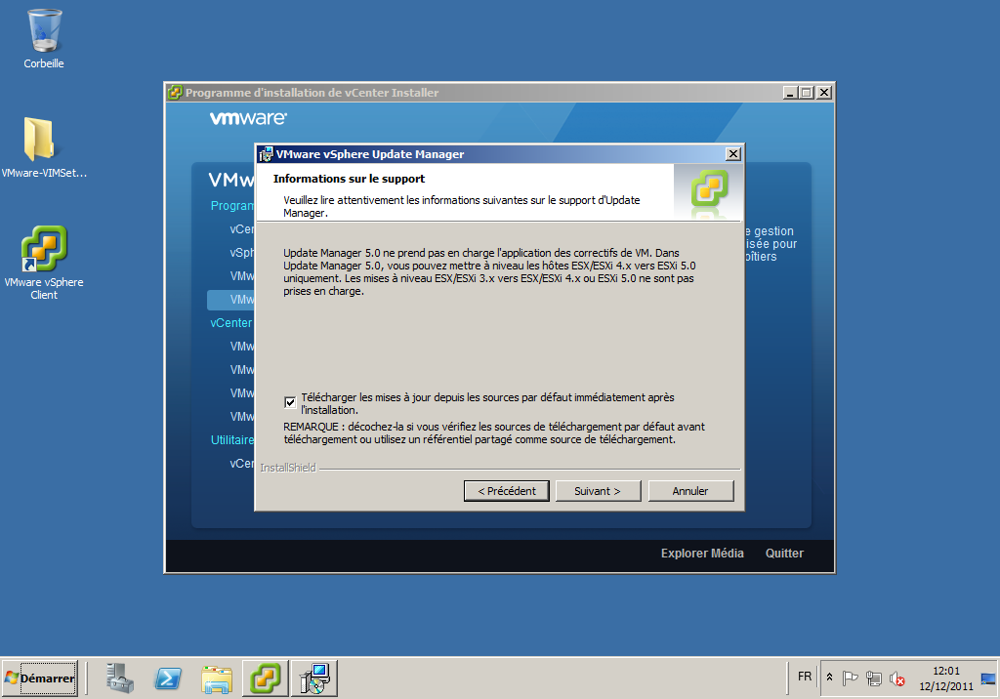 Corbeille
VMware-VIMSet...
VMware vSphere
Client
Programme d'installation de vCenter Installer
vmware
VMware vSphere Update Manager
Informations sur le support
Veuillez lire attentivement les informations suivantes sur le support d'Update
Manager.
Update Manager 5.0 ne prend pas en charge l'application des correctifs de VM. Dans
Update Manager 5.0, vous pouvez mettre à niveau les hôtes ESX/ESXi 4.x vers ESXi 5.0
uniquement. Les mises à niveau ESX/ESXi 3.x vers ESX/ESXi 4.x ou ESXi 5.0 ne sont pas
prises en charge.
Télécharger les mises à jour depuis les sources par défaut immédiatement après
l'installation.
REMARQUE : décochez-la si vous vérifiez les sources de téléchargement par défaut avant
téléchargement ou utilisez un référentiel partagé comme source de téléchargement.
InstallShield
< Précédent
Suivant >
Annuler
VMw
Program
vCer
vSph
VMw
VMw
vCenter
VMw
VMw
VMw
VMw
Utilitaire
vCer
e gestion
isée pour
oîtiers
Explorer Média
Quitter
Démarrer
FR
12:01
12/12/2011